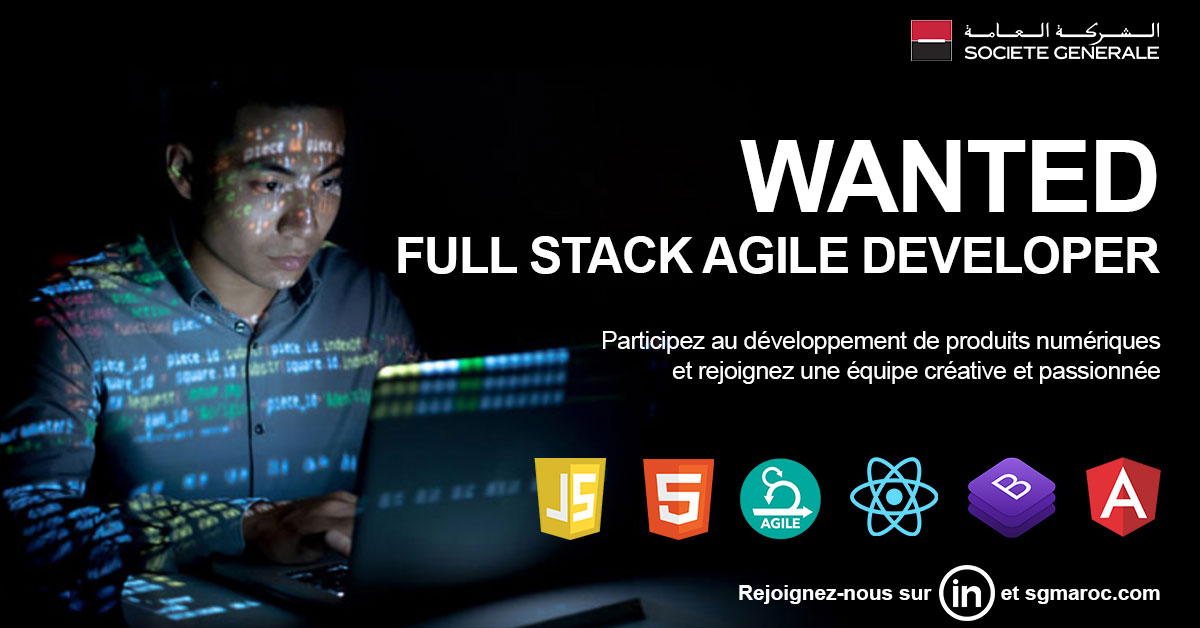 الشركة العامة
SOCIETE GENERALE
WANTED
FULL STACK AGILE DEVELOPER
Participez au développement de produits numériques
et rejoignez une équipe créative et passionnée
JS
5
AGILE
B
A
Rejoignez-nous sur in et sgmaroc.com